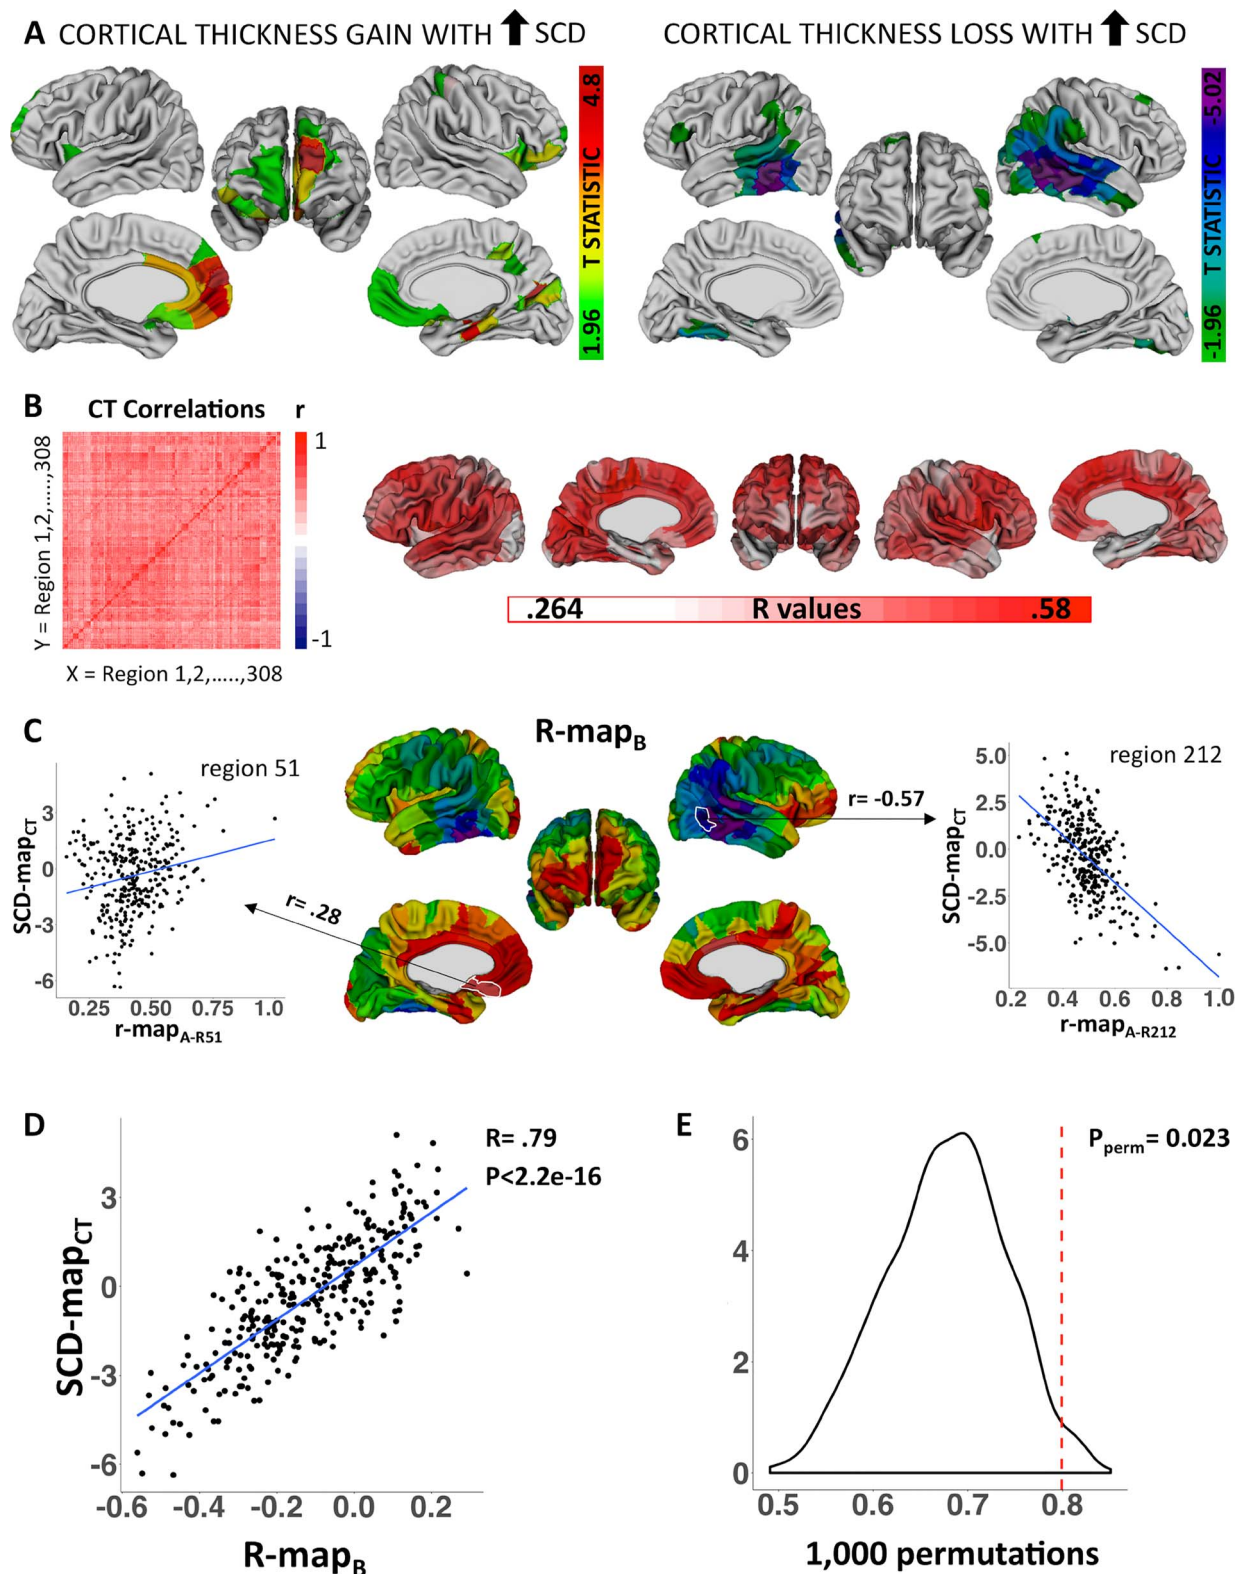 A CORTICAL THICKNESS GAIN WITH ↑ SCD
CORTICAL THICKNESS LOSS WITH ↑ SCD
1.96 T STATISTIC 4.8
-1.96 T STATISTIC -5.02
B
CT Correlations
r
1
-1
Y = Region 1,2,.....,308
X = Region 1,2,.....,308
.264 R values .58
C
R-mapB
region 51
SCD-mapCT
3
0
-3
-6
0.25 0.50 0.75 1.0
r-mapA-R51
r= .28
r= -0.57
region 212
SCD-mapCT
5.0
2.5
0.0
-2.5
-5.0
0.2 0.4 0.6 0.8 1.0
r-mapA-R212
D
R= .79
P<2.2e-16
SCD-mapCT
3
0
-3
-6
-0.6 -0.4 -0.2 0.0 0.2
R-mapB
E
Pperm= 0.023
6
4
2
0
0.5 0.6 0.7 0.8
1,000 permutations